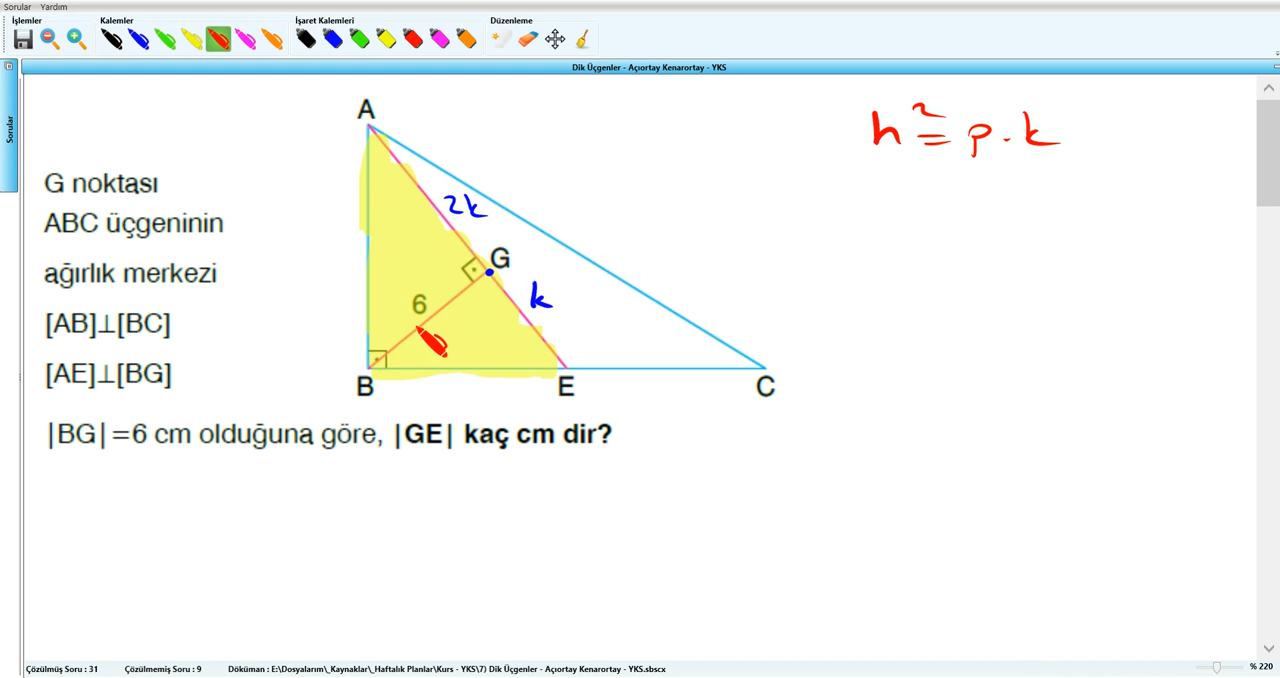 Sorular Yardım
İşlemler Kalemler İşaret Kalemleri Düzenleme
Dik Üçgenler - Açıortay Kenarortay - YKS
Sorular
A
h² = p . k
G noktası
2k
ABC üçgeninin
G
ağırlık merkezi
k
6
[AB]⊥[BC]
[AE]⊥[BG]
B E C
|BG|=6 cm olduğuna göre, |GE| kaç cm dir?
Çözülmüş Soru : 31 Çözülmemiş Soru : 9 Döküman : E:\Dosyalarım\_Kaynaklar\_Haftalık Planlar\Kurs - YKS\7) Dik Üçgenler - Açıortay Kenarortay - YKS.sbscx % 220